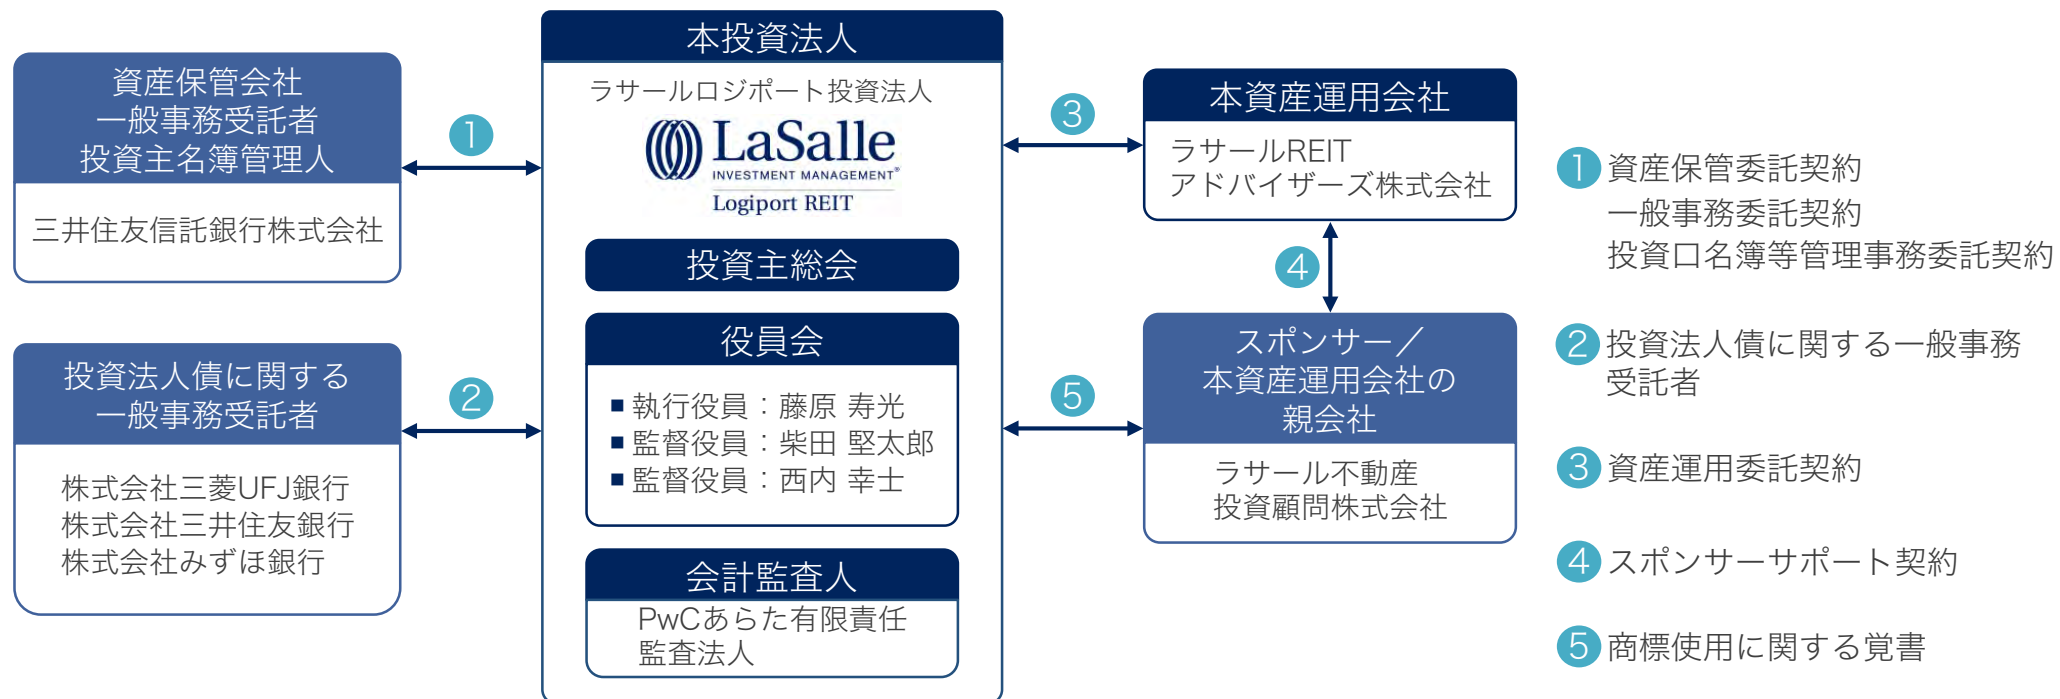 資産保管会社
一般事務受託者
投資主名簿管理人
三井住友信託銀行株式会社
1
投資法人債に関する
一般事務受託者
株式会社三菱UFJ銀行
株式会社三井住友銀行
株式会社みずほ銀行
2
本投資法人
ラサールロジポート投資法人
LaSalle
INVESTMENT MANAGEMENT®
Logiport REIT
投資主総会
役員会
■ 執行役員：藤原 寿光
■ 監督役員：柴田 堅太郎
■ 監督役員：西内 幸士
会計監査人
PwCあらた有限責任
監査法人
3
本資産運用会社
ラサールREIT
アドバイザーズ株式会社
4
5
スポンサー／
本資産運用会社の
親会社
ラサール不動産
投資顧問株式会社
1 資産保管委託契約
一般事務委託契約
投資口名簿等管理事務委託契約
2 投資法人債に関する一般事務
受託者
3 資産運用委託契約
4 スポンサーサポート契約
5 商標使用に関する覚書